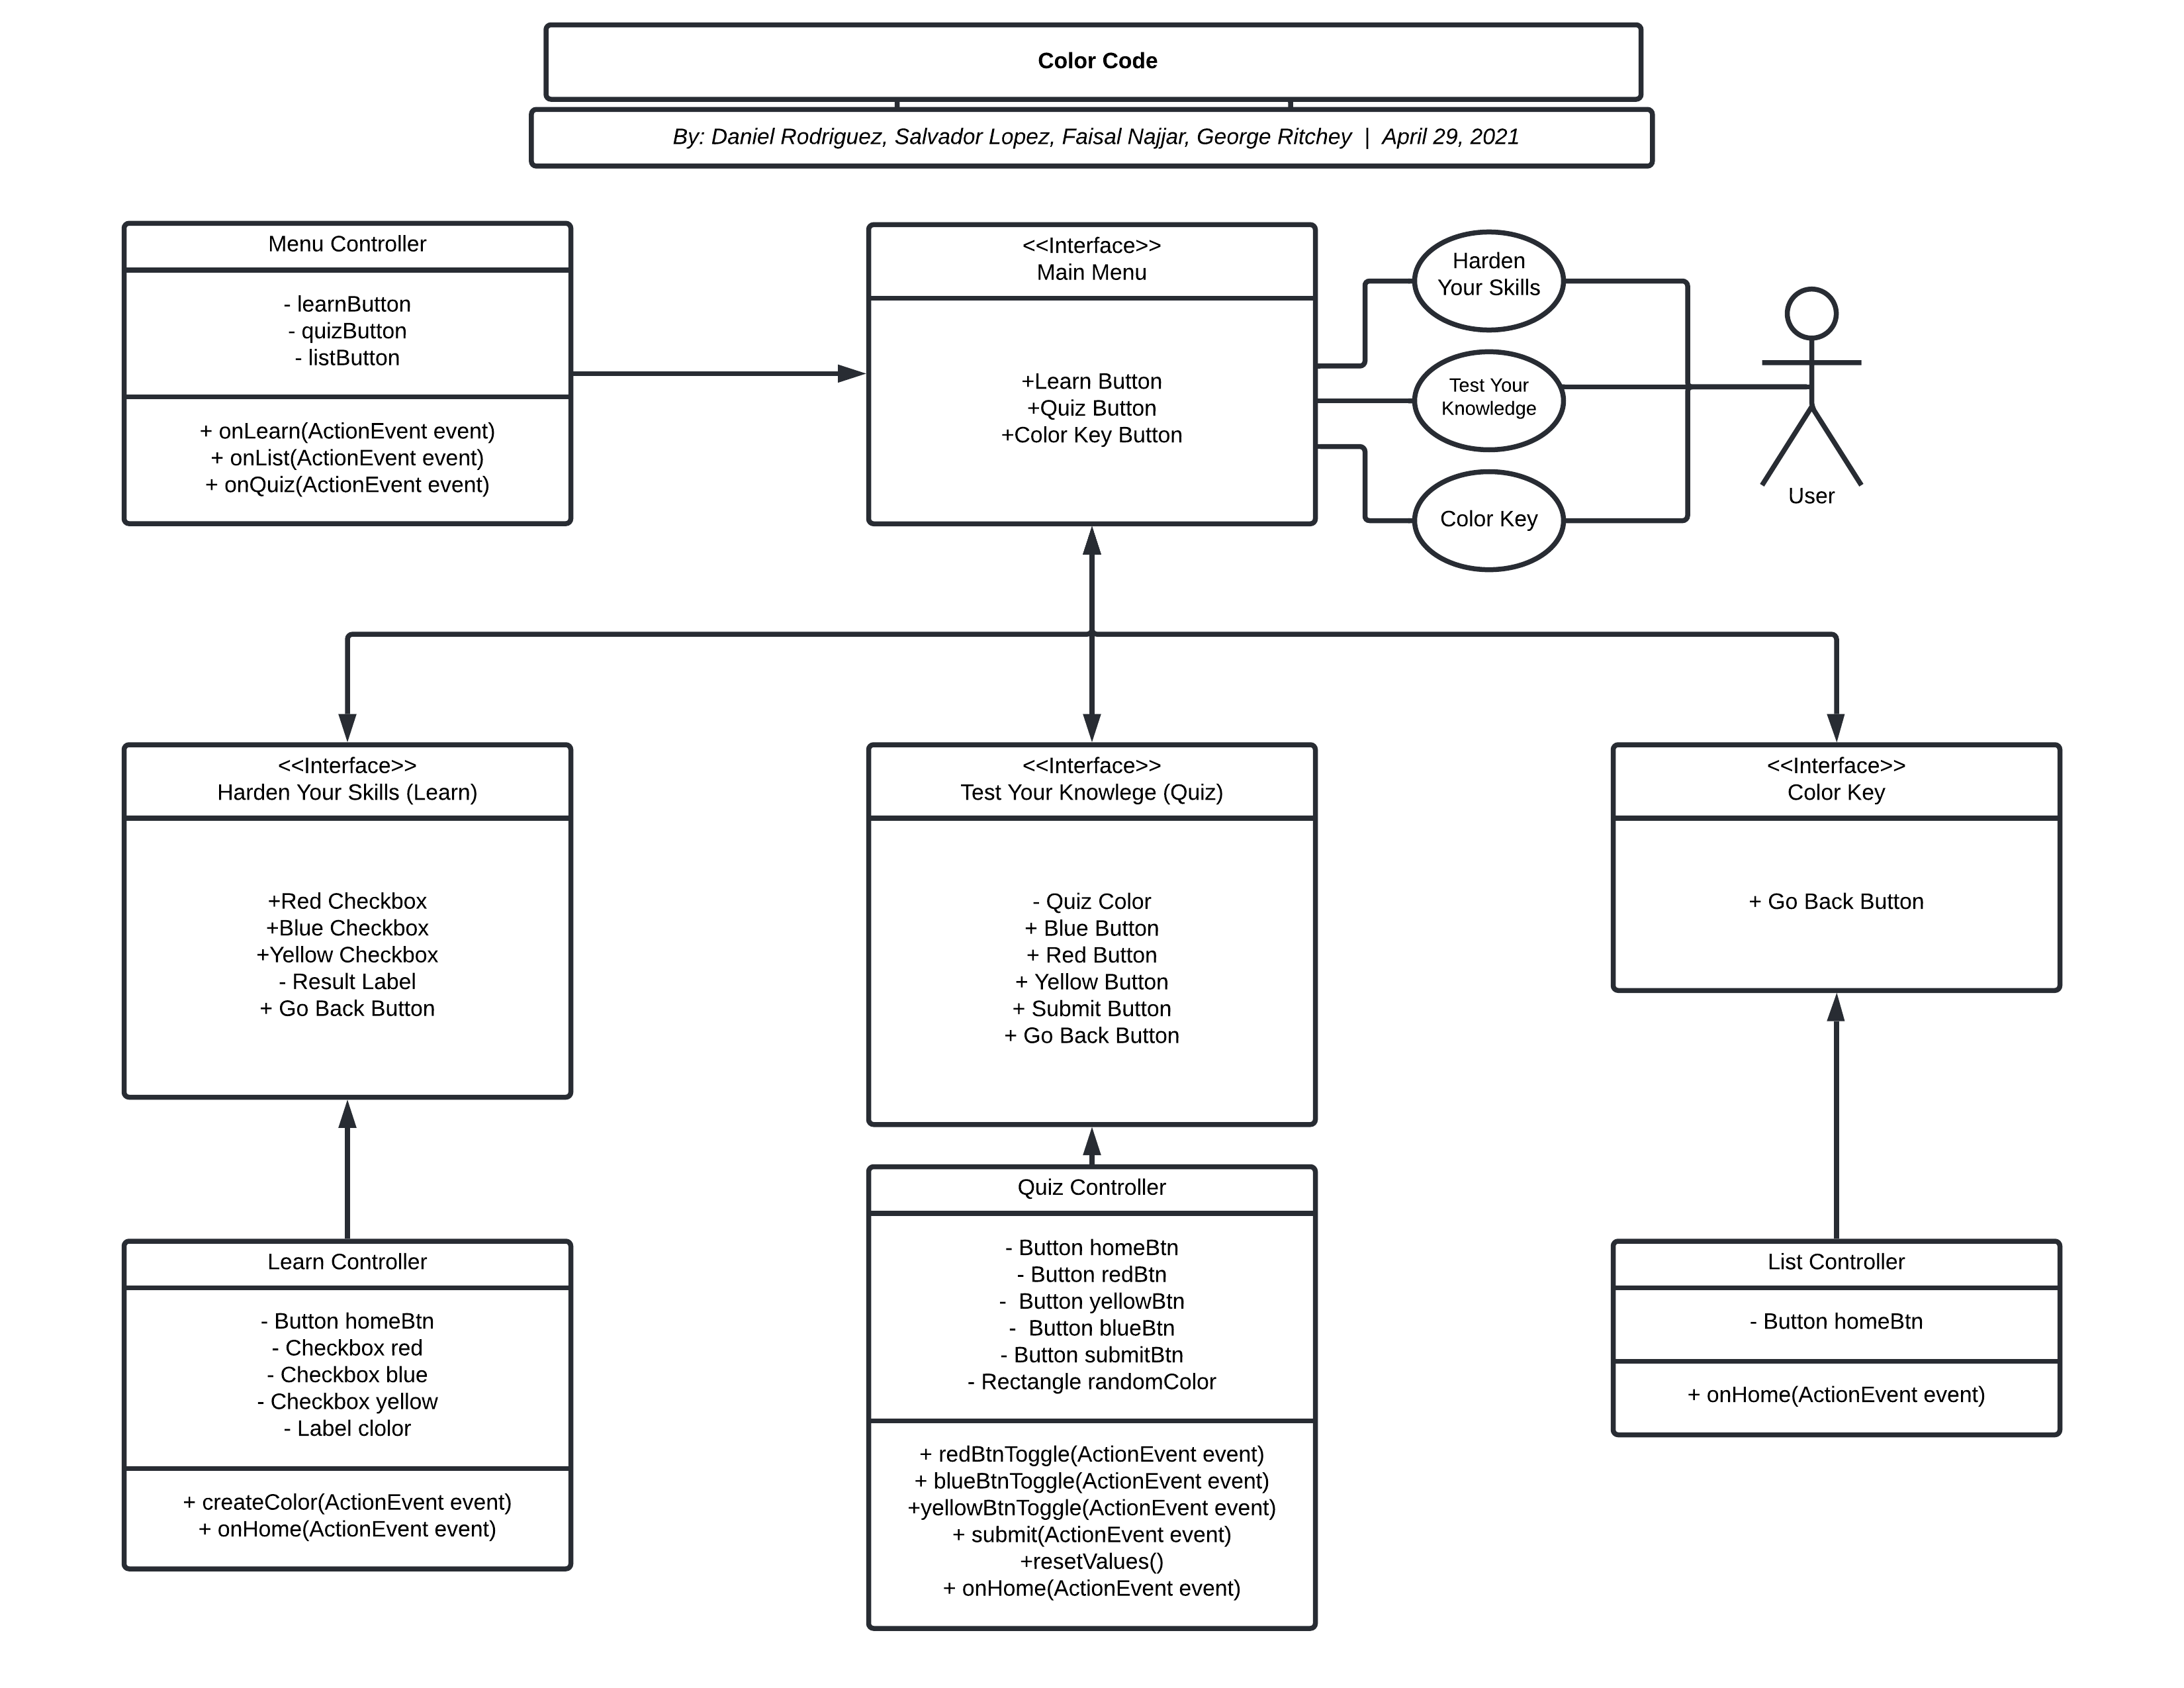 Color Code
By: Daniel Rodriguez, Salvador Lopez, Faisal Najjar, George Ritchey | April 29, 2021
Menu Controller
- learnButton
- quizButton
- listButton
+ onLearn(ActionEvent event)
+ onList(ActionEvent event)
+ onQuiz(ActionEvent event)
<<Interface>>
Main Menu
+Learn Button
+Quiz Button
+Color Key Button
Harden
Your Skills
Test Your
Knowledge
Color Key
User
<<Interface>>
Harden Your Skills (Learn)
+Red Checkbox
+Blue Checkbox
+Yellow Checkbox
- Result Label
+ Go Back Button
<<Interface>>
Test Your Knowlege (Quiz)
- Quiz Color
+ Blue Button
+ Red Button
+ Yellow Button
+ Submit Button
+ Go Back Button
<<Interface>>
Color Key
+ Go Back Button
Learn Controller
- Button homeBtn
- Checkbox red
- Checkbox blue
- Checkbox yellow
- Label clolor
+ createColor(ActionEvent event)
+ onHome(ActionEvent event)
Quiz Controller
- Button homeBtn
- Button redBtn
-  Button yellowBtn
-  Button blueBtn
- Button submitBtn
- Rectangle randomColor
+ redBtnToggle(ActionEvent event)
+ blueBtnToggle(ActionEvent event)
+yellowBtnToggle(ActionEvent event)
+ submit(ActionEvent event)
+resetValues()
+ onHome(ActionEvent event)
List Controller
- Button homeBtn
+ onHome(ActionEvent event)